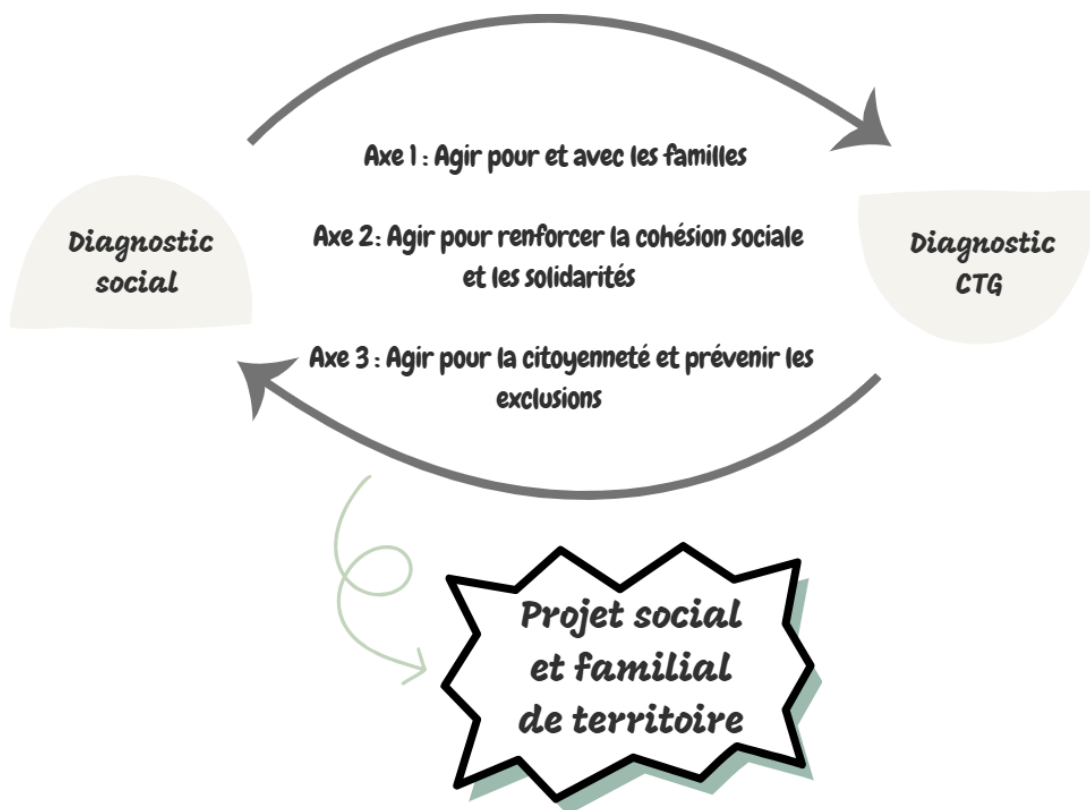 Axe 1 : Agir pour et avec les familles
Diagnostic
social
Axe 2 : Agir pour renforcer la cohésion sociale
et les solidarités
Diagnostic
CTG
Axe 3 : Agir pour la citoyenneté et prévenir les
exclusions
Projet social
et familial
de territoire